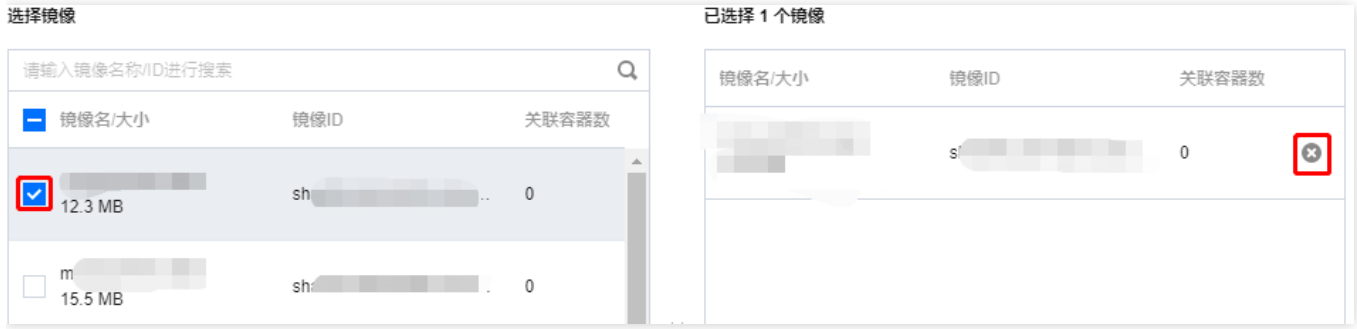 选择镜像
请输入镜像名称/ID进行搜索
镜像名/大小 镜像ID 关联容器数
12.3 MB
sh .. 0
m
15.5 MB
sha . 0
已选择 1 个镜像
镜像名/大小 镜像ID 关联容器数
s 0